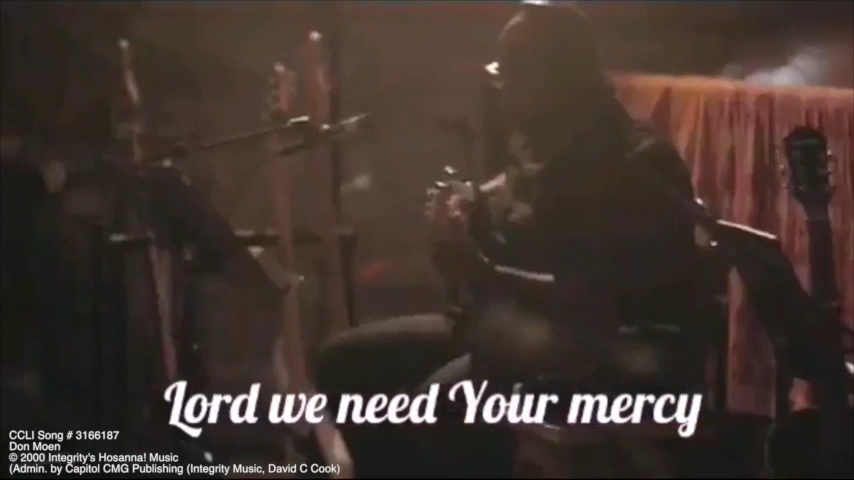 Lord we need Your mercy
CCLI Song # 3166187
Don Moen
© 2000 Integrity's Hosanna! Music
(Admin. by Capitol CMG Publishing (Integrity Music, David C Cook)